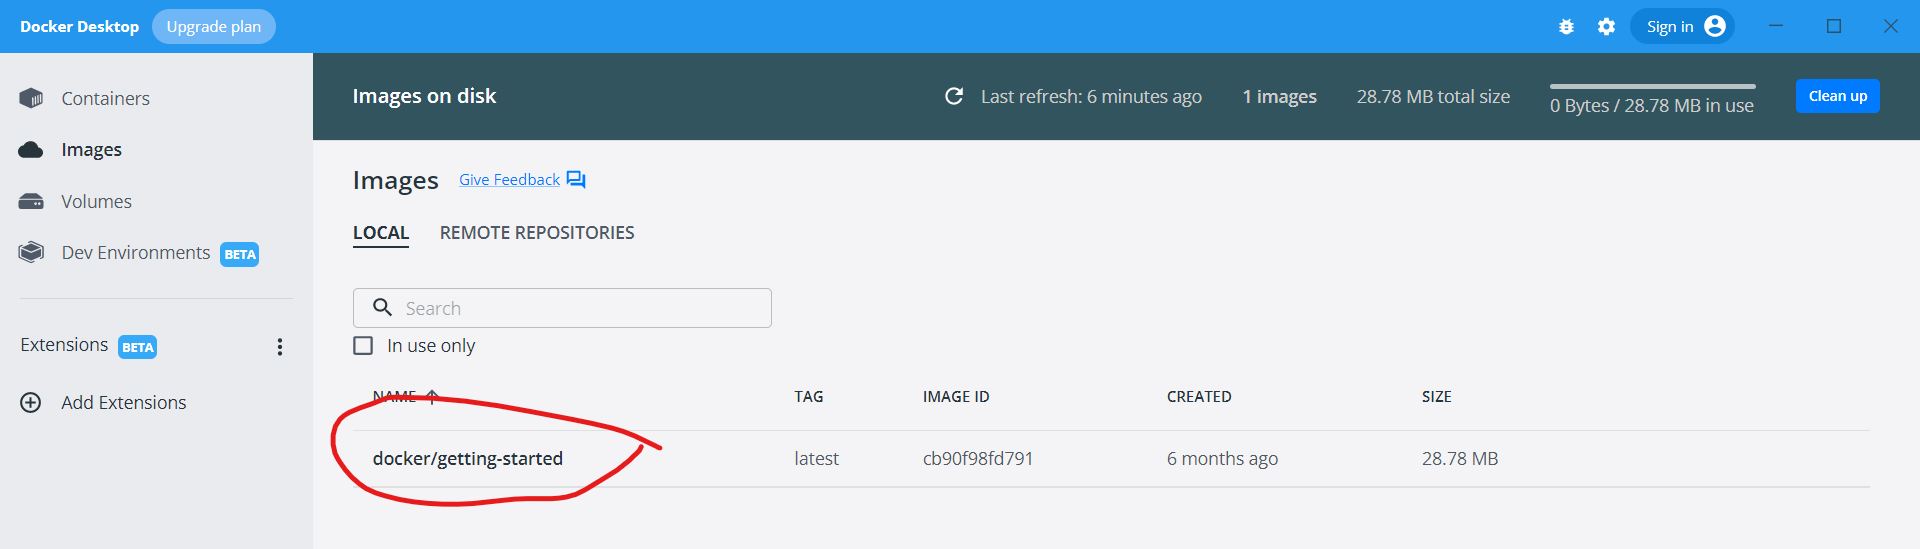 Docker Desktop Upgrade plan Sign in
Containers
Images
Volumes
Dev Environments BETA
Extensions BETA
Add Extensions
Images on disk Last refresh: 6 minutes ago 1 images 28.78 MB total size 0 Bytes / 28.78 MB in use Clean up
Images Give Feedback
LOCAL REMOTE REPOSITORIES
Search
In use only
NAME TAG IMAGE ID CREATED SIZE
docker/getting-started latest cb90f98fd791 6 months ago 28.78 MB